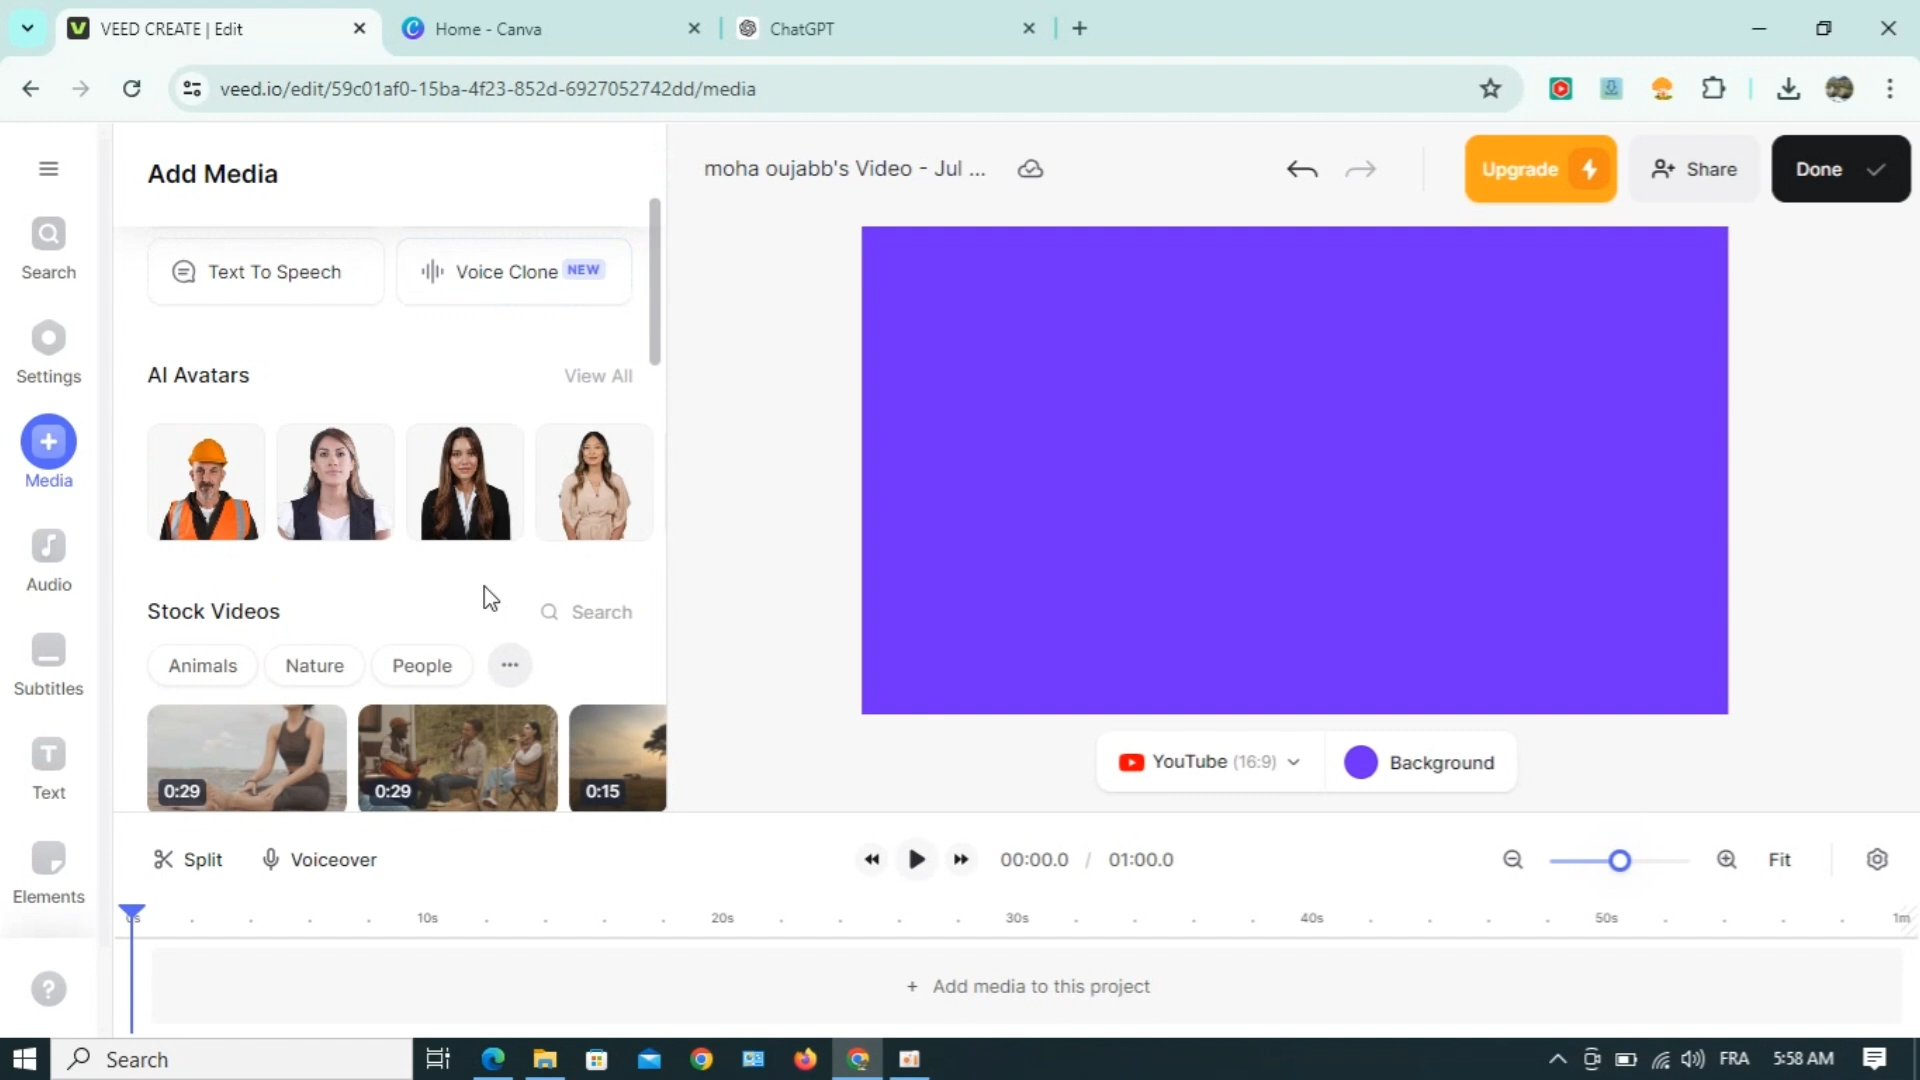 VEED CREATE | Edit
Home - Canva
ChatGPT
veed.io/edit/59c01af0-15ba-4f23-852d-6927052742dd/media
Add Media
moha oujabb's Video - Jul ...
Upgrade
Share
Done
Search
Settings
Media
Audio
Subtitles
Text
Elements
Text To Speech
Voice Clone NEW
AI Avatars
View All
Stock Videos
Search
Animals
Nature
People
0:29
0:29
0:15
YouTube (16:9)
Background
Split
Voiceover
00:00.0 / 01:00.0
Fit
10s
20s
30s
40s
50s
1m
+ Add media to this project
Search
FRA
5:58 AM